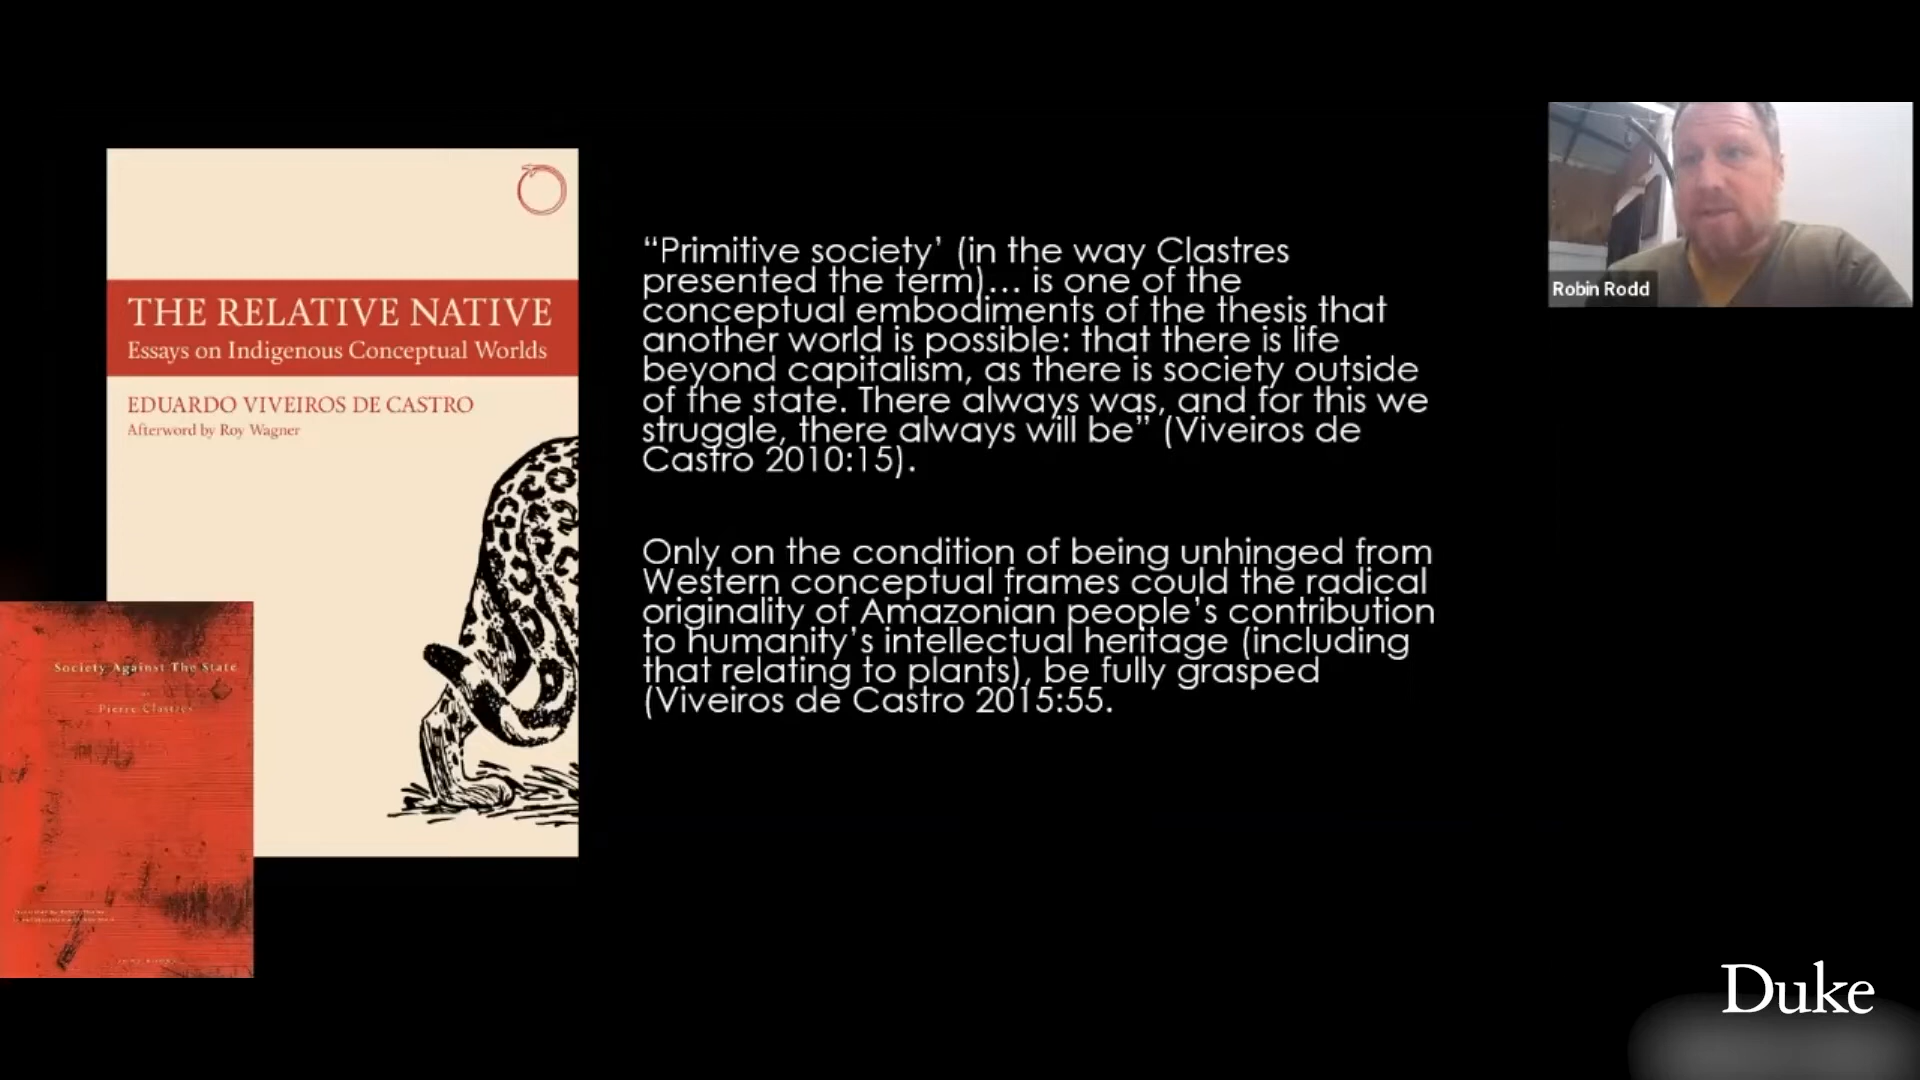 THE RELATIVE NATIVE
Essays on Indigenous Conceptual Worlds
EDUARDO VIVEIROS DE CASTRO
Afterword by Roy Wagner
Society Against The State
Pierre Clastres
“Primitive society’ (in the way Clastres
presented the term)… is one of the
conceptual embodiments of the thesis that
another world is possible: that there is life
beyond capitalism, as there is society outside
of the state. There always was, and for this we
struggle, there always will be” (Viveiros de
Castro 2010:15).
Only on the condition of being unhinged from
Western conceptual frames could the radical
originality of Amazonian people’s contribution
to humanity’s intellectual heritage (including
that relating to plants), be fully grasped
(Viveiros de Castro 2015:55.
Robin Rodd
Duke